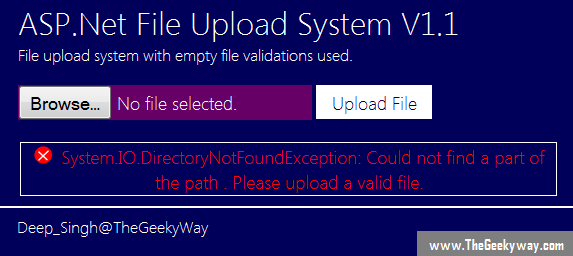 ASP.Net File Upload System V1.1
File upload system with empty file validations used.
Browse... No file selected. Upload File
System.IO.DirectoryNotFoundException: Could not find a part of
the path . Please upload a valid file.
Deep_Singh@TheGeekyWay
www.TheGeekyway.com